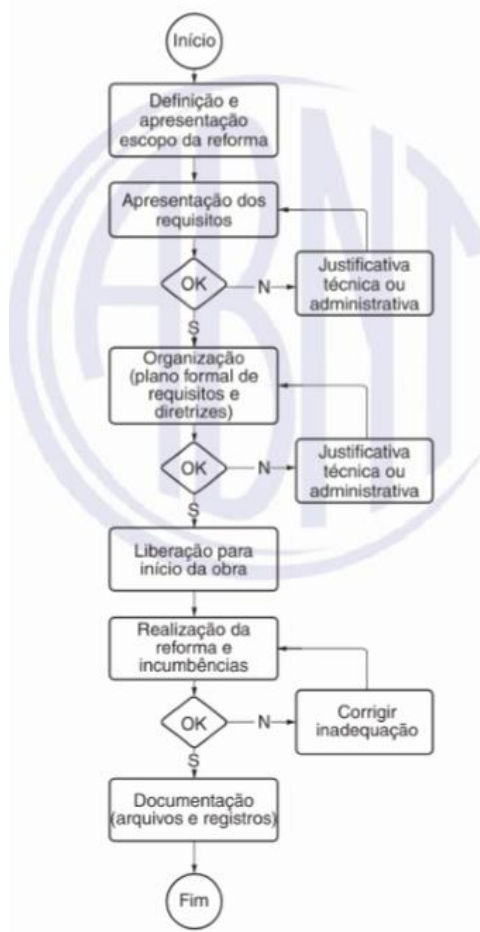 Início
Definição e
apresentação
escopo da reforma
Apresentação dos
requisitos
OK
N
Justificativa
técnica ou
administrativa
S
Organização
(plano formal de
requisitos e
diretrizes)
OK
N
Justificativa
técnica ou
administrativa
S
Liberação para
início da obra
Realização da
reforma e
incumbências
OK
N
Corrigir
inadequação
S
Documentação
(arquivos e registros)
Fim
ABNT